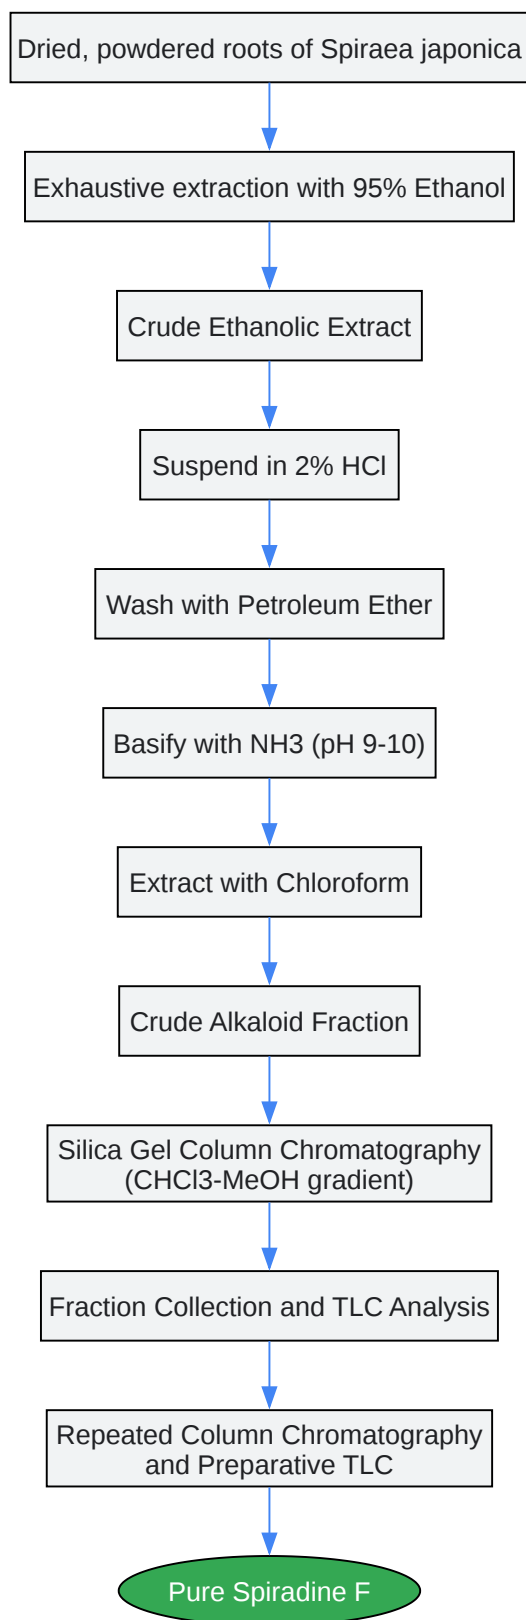 Dried, powdered roots of Spiraea japonica
Exhaustive extraction with 95% Ethanol
Crude Ethanolic Extract
Suspend in 2% HCl
Wash with Petroleum Ether
Basify with NH3 (pH 9-10)
Extract with Chloroform
Crude Alkaloid Fraction
Silica Gel Column Chromatography
(CHCl3-MeOH gradient)
Fraction Collection and TLC Analysis
Repeated Column Chromatography
and Preparative TLC
Pure Spiradine F